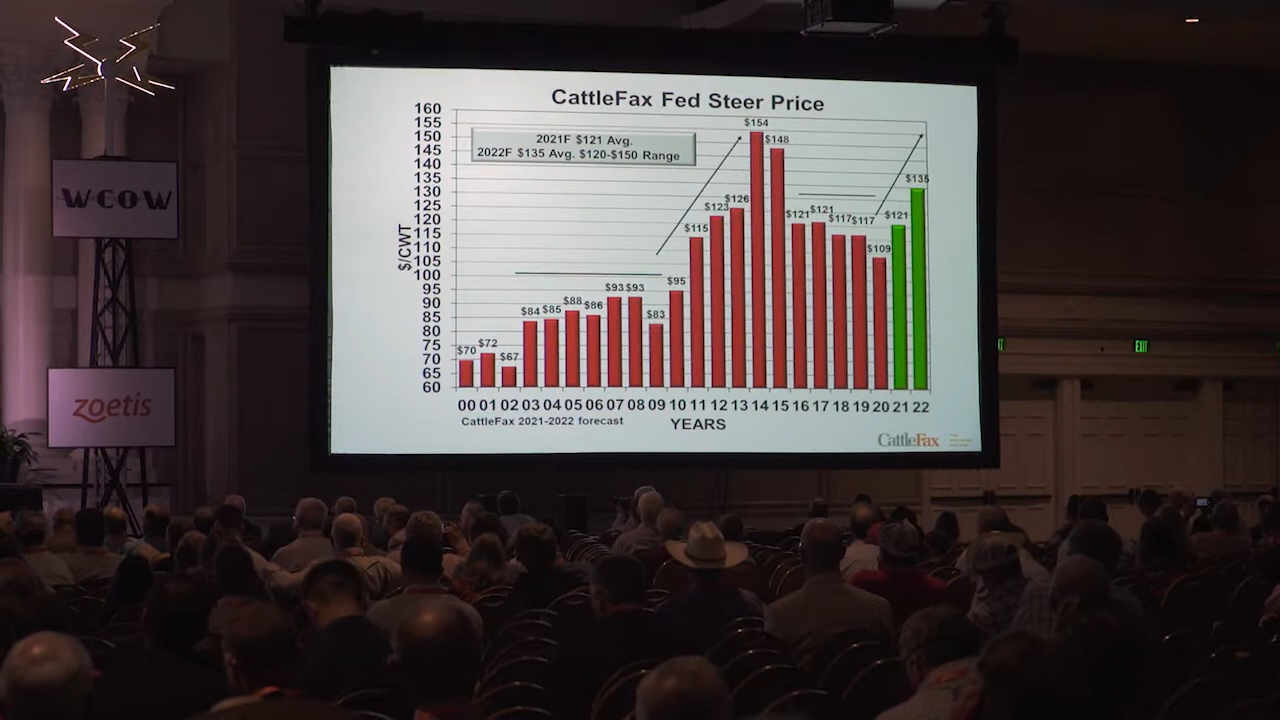 CattleFax Fed Steer Price
2021F $121 Avg.
2022F $135 Avg. $120-$150 Range
160
155
150
145
140
135
130
125
120
115
110
105
100
95
90
85
80
75
70
65
60
$/CWT
$70 $72 $67 $84 $85 $88 $86 $93 $93 $83 $95 $115 $123 $126 $154 $148 $121 $121 $117 $117 $109 $121 $135
00 01 02 03 04 05 06 07 08 09 10 11 12 13 14 15 16 17 18 19 20 21 22
CattleFax 2021-2022 forecast
YEARS
CattleFax
WCOW
zoetis
EXIT